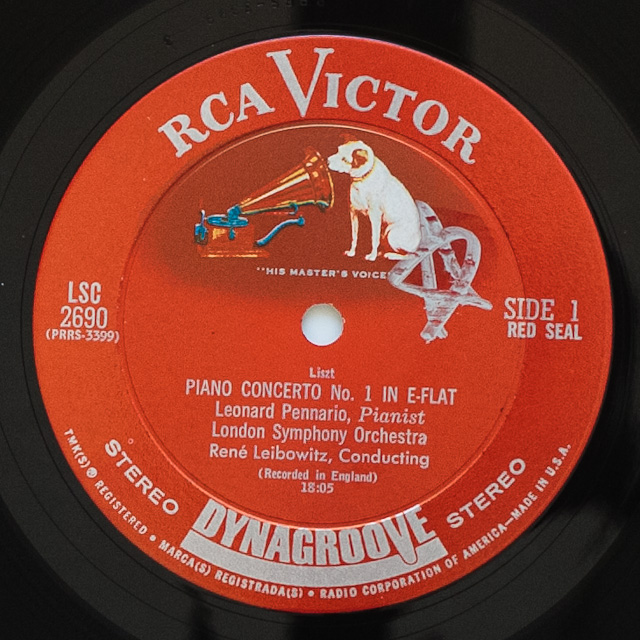 RCA VICTOR
"HIS MASTER'S VOICE"
LSC
2690
(PRRS-3399)
SIDE 1
RED SEAL
Liszt
PIANO CONCERTO No. 1 IN E-FLAT
Leonard Pennario, Pianist
London Symphony Orchestra
René Leibowitz, Conducting
(Recorded in England)
18:05
STEREO DYNAGROOVE STEREO
TMK(S) ® REGISTERED • MARCA(S) REGISTRADA(S) • RADIO CORPORATION OF AMERICA—MADE IN U.S.A.